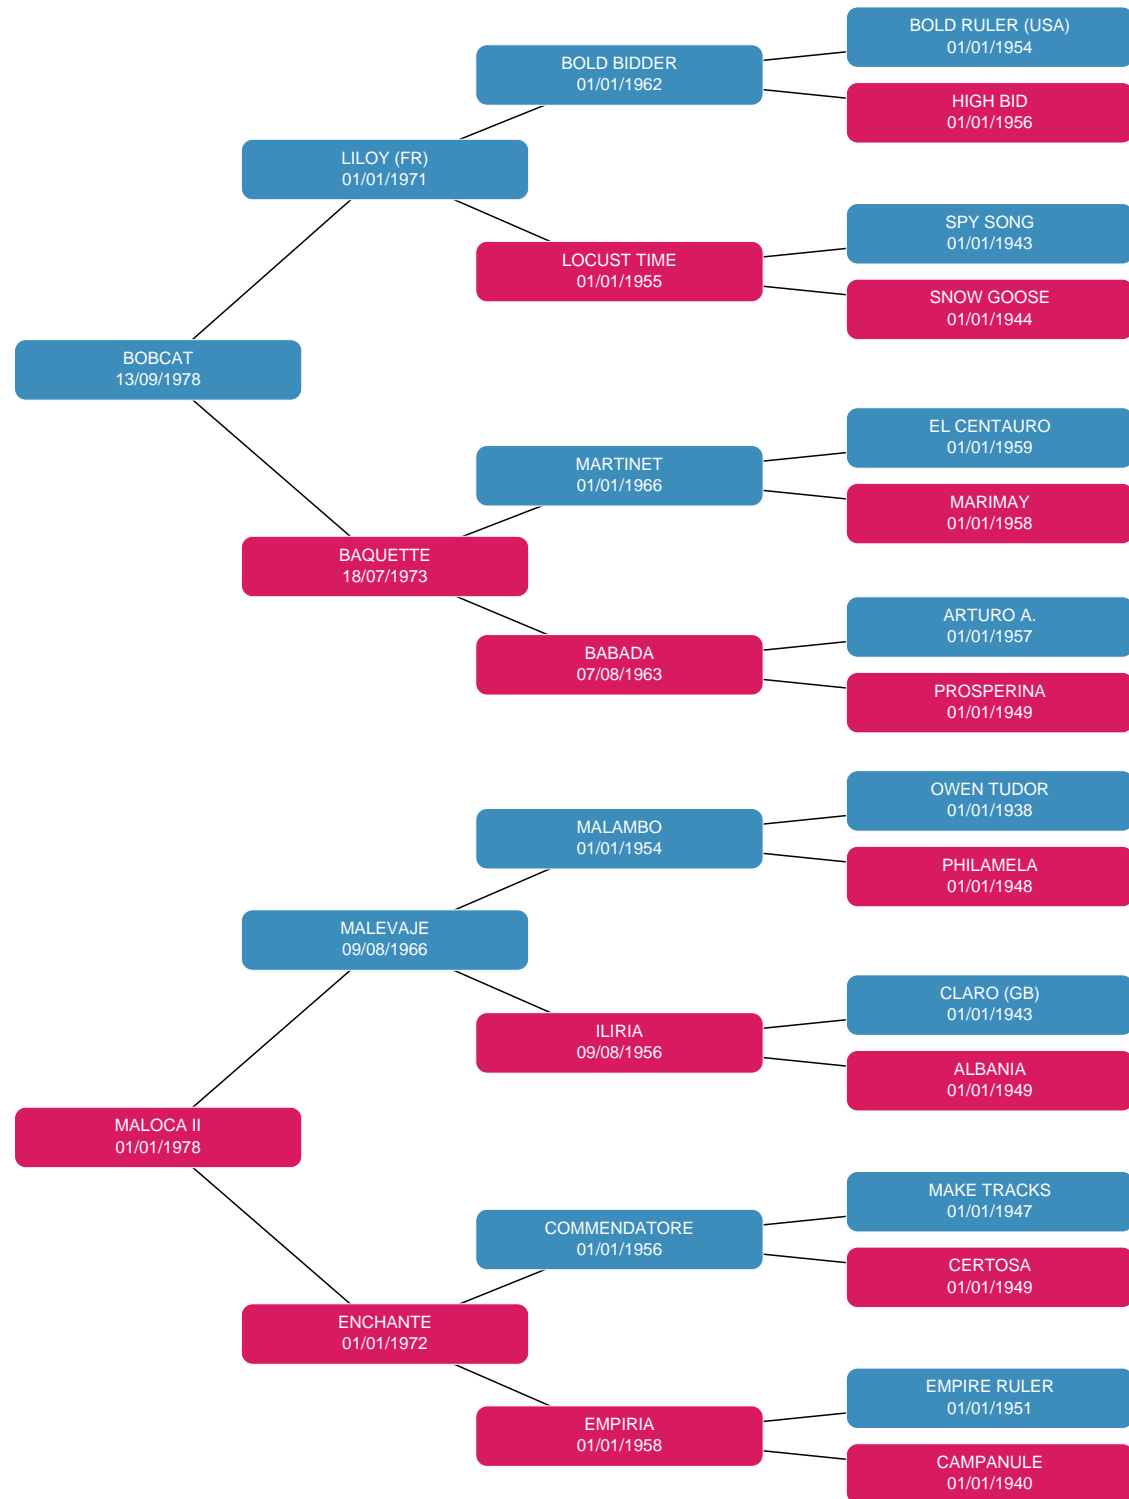 BOLD RULER (USA)
01/01/1954
BOLD BIDDER
01/01/1962
HIGH BID
01/01/1956
LILOY (FR)
01/01/1971
SPY SONG
01/01/1943
LOCUST TIME
01/01/1955
SNOW GOOSE
01/01/1944
BOBCAT
13/09/1978
EL CENTAURO
01/01/1959
MARTINET
01/01/1966
MARIMAY
01/01/1958
BAQUETTE
18/07/1973
ARTURO A.
01/01/1957
BABADA
07/08/1963
PROSPERINA
01/01/1949
OWEN TUDOR
01/01/1938
MALAMBO
01/01/1954
PHILAMELA
01/01/1948
MALEVAJE
09/08/1966
CLARO (GB)
01/01/1943
ILIRIA
09/08/1956
ALBANIA
01/01/1949
MALOCA II
01/01/1978
MAKE TRACKS
01/01/1947
COMMENDATORE
01/01/1956
CERTOSA
01/01/1949
ENCHANTE
01/01/1972
EMPIRE RULER
01/01/1951
EMPIRIA
01/01/1958
CAMPANULE
01/01/1940